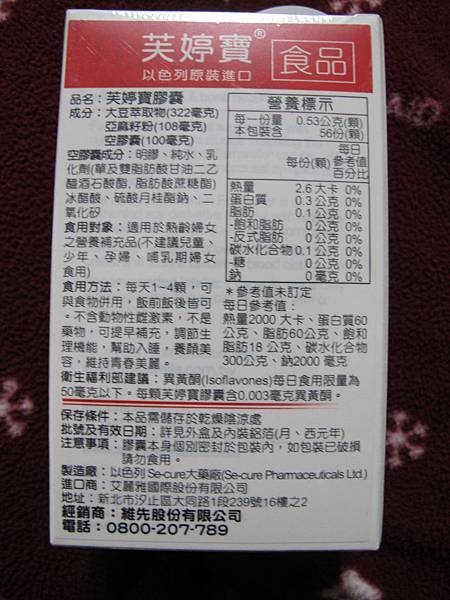 芙婷寶®
以色列原裝進口
食品
品名：芙婷寶膠囊
成分：大豆萃取物(322毫克)
亞麻籽粉(108毫克)
空膠囊(100毫克)
空膠囊成分：明膠、純水、乳
化劑(單及雙脂肪酸甘油二乙
醯酒石酸酯, 脂肪酸蔗糖酯)
冰醋酸、硫酸月桂酯鈉、二
氧化矽
食用對象：適用於熟齡婦女
之營養補充品(不建議兒童、
少年、孕婦、哺乳期婦女
食用)
食用方法：每天1~4顆，可
與食物併用，飯前飯後皆可
。不含動物性雌激素，不是
藥物，可提早補充，調節生
理機能，幫助入睡，養顏美
容，維持青春美麗。
營養標示
每一份量 0.53公克(顆)
本包裝含 56份(顆)
每日
每份(顆) 參考值
百分比
熱量 2.6 大卡 0%
蛋白質 0.3 公克 0%
脂肪 0.1 公克 0%
-飽和脂肪 0 公克 0%
-反式脂肪 0 公克 0%
碳水化合物 0.1 公克 0%
-糖 0 公克 0%
鈉 0 毫克 0%
＊參考值未訂定
每日參考值：
熱量2000 大卡、蛋白質60
公克、脂肪60公克、飽和
脂肪18 公克、碳水化合物
300公克、鈉2000 毫克
衛生福利部建議：異黃酮(Isoflavones)每日食用限量為
50毫克以下。每顆芙婷寶膠囊含0.003毫克異黃酮。
保存條件：本品需儲存於乾燥陰涼處
批號及有效日期：詳見外盒及內裝鋁箔(月、西元年)
注意事項：膠囊本身個別密封於包裝內，如包裝已破損
請勿食用。
製造廠：以色列 Se-cure大藥廠(Se-cure Pharmaceuticals Ltd.)
進口商：艾麗雅國際股份有限公司
地址：新北市汐止區大同路1段239號16樓之2
經銷商：維先股份有限公司
電話：0800-207-789